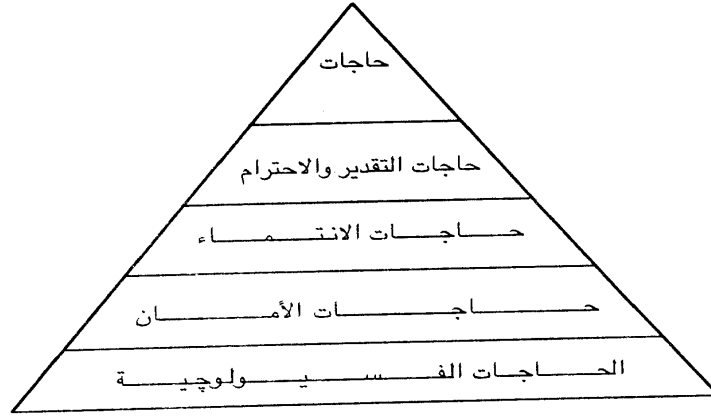 حاجات
حاجات التقدير والاحترام
حاجات الانتماء
حاجات الأمان
الحاجات الفسيولوچية